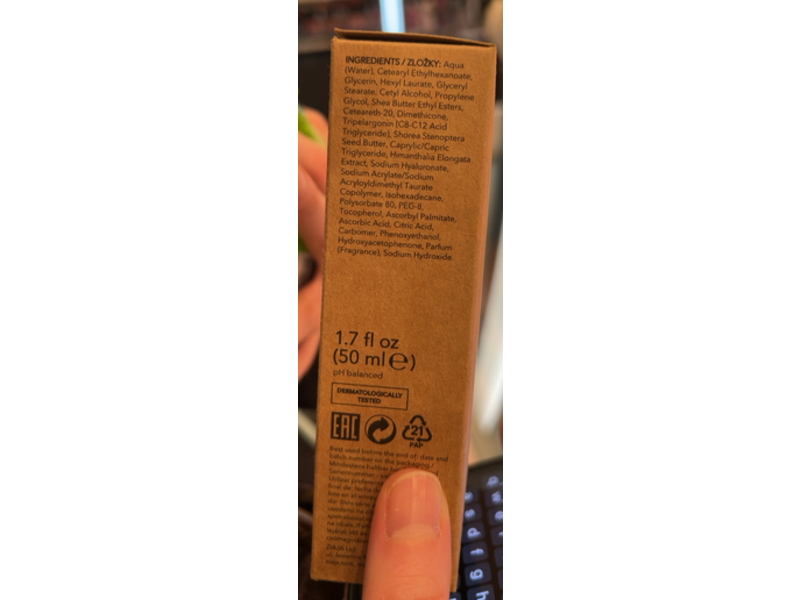 INGREDIENTS / ZLOŽKY: Aqua
(Water), Cetearyl Ethylhexanoate,
Glycerin, Hexyl Laurate, Glyceryl
Stearate, Cetyl Alcohol, Propylene
Glycol, Shea Butter Ethyl Esters,
Ceteareth-20, Dimethicone,
Tripelargonin [C8-C12 Acid
Triglyceride), Shorea Stenoptera
Seed Butter, Caprylic/Capric
Triglyceride, Himanthalia Elongata
Extract, Sodium Hyaluronate,
Sodium Acrylate/Sodium
Acryloyldimethyl Taurate
Copolymer, Isohexadecane,
Polysorbate 80, PEG-8,
Tocopherol, Ascorbyl Palmitate,
Ascorbic Acid, Citric Acid,
Carbomer, Phenoxyethanol,
Hydroxyacetophenone, Parfum
(Fragrance), Sodium Hydroxide.
1.7 fl oz
(50 ml e)
pH balanced
DERMATOLOGICALLY
TESTED
EAC
21
PAP
Best used before the end of: date and
batch number on the packaging /
Mindestens haltbar